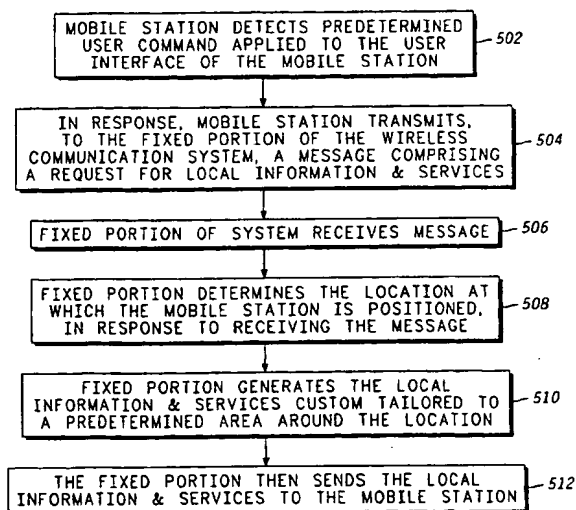 MOBILE STATION DETECTS PREDETERMINED
USER COMMAND APPLIED TO THE USER
INTERFACE OF THE MOBILE STATION
502
IN RESPONSE, MOBILE STATION TRANSMITS,
TO THE FIXED PORTION OF THE WIRELESS
COMMUNICATION SYSTEM, A MESSAGE COMPRISING
A REQUEST FOR LOCAL INFORMATION & SERVICES
504
FIXED PORTION OF SYSTEM RECEIVES MESSAGE
506
FIXED PORTION DETERMINES THE LOCATION AT
WHICH THE MOBILE STATION IS POSITIONED,
IN RESPONSE TO RECEIVING THE MESSAGE
508
FIXED PORTION GENERATES THE LOCAL
INFORMATION & SERVICES CUSTOM TAILORED TO
A PREDETERMINED AREA AROUND THE LOCATION
510
THE FIXED PORTION THEN SENDS THE LOCAL
INFORMATION & SERVICES TO THE MOBILE STATION
512